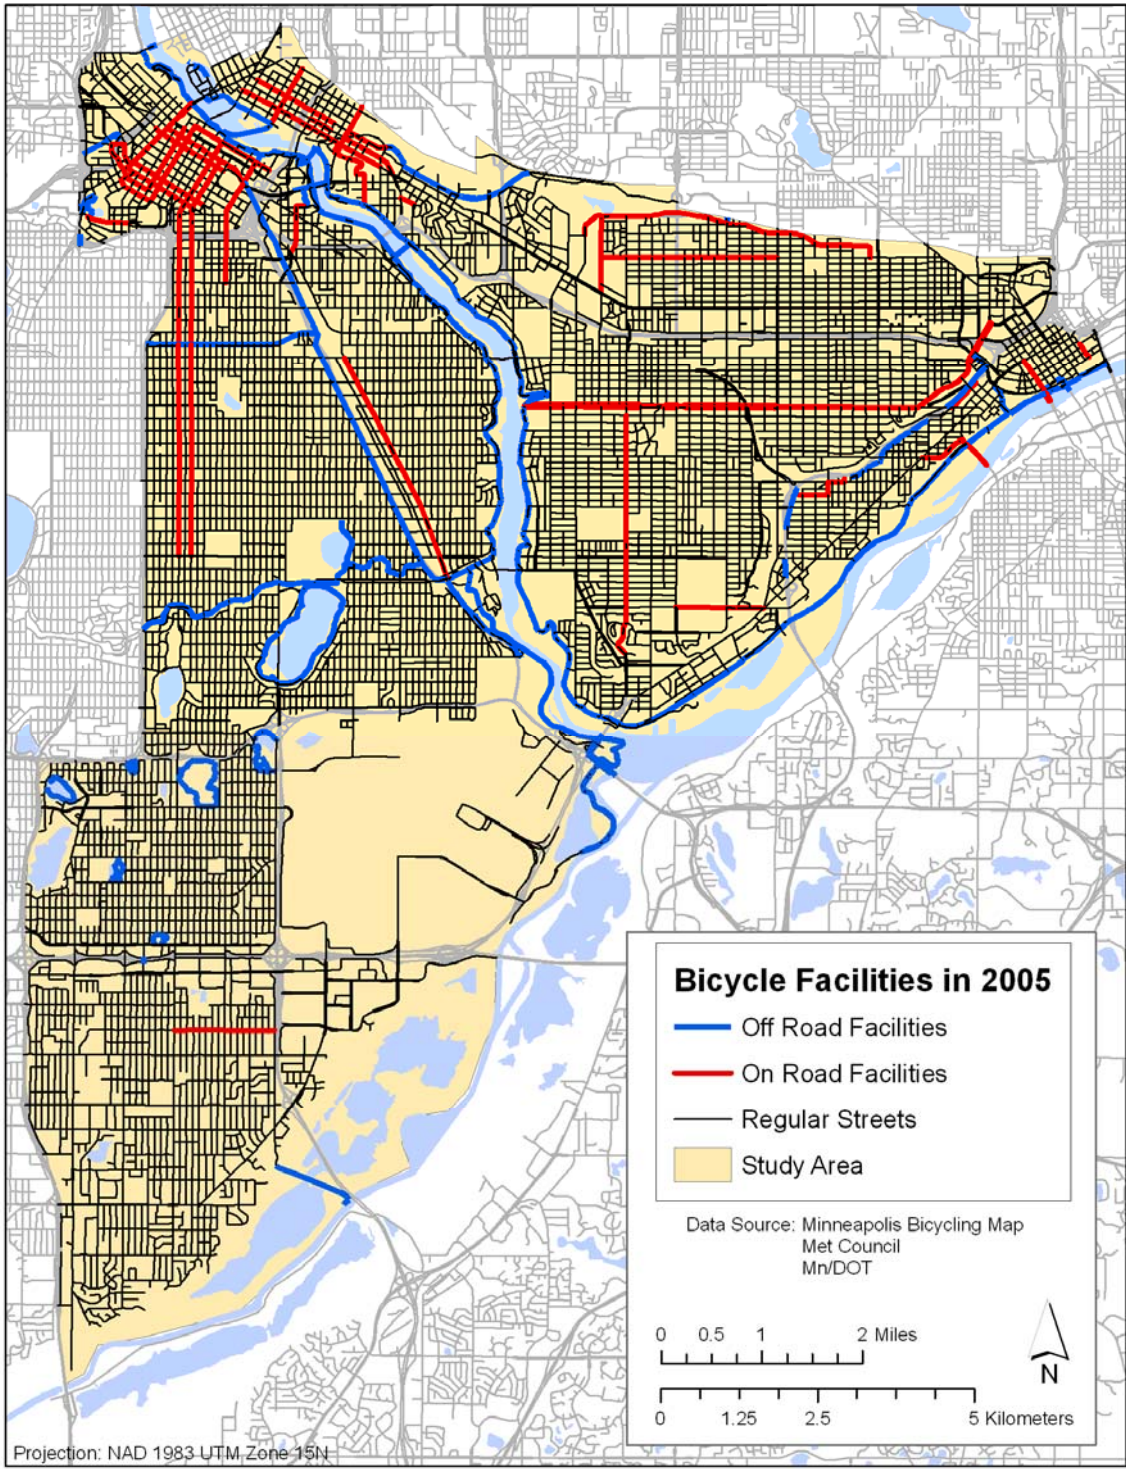 Bicycle Facilities in 2005
Off Road Facilities
On Road Facilities
Regular Streets
Study Area
Data Source: Minneapolis Bicycling Map
Met Council
Mn/DOT
0 0.5 1 2 Miles
N
0 1.25 2.5 5 Kilometers
Projection: NAD 1983 UTM Zone 15N